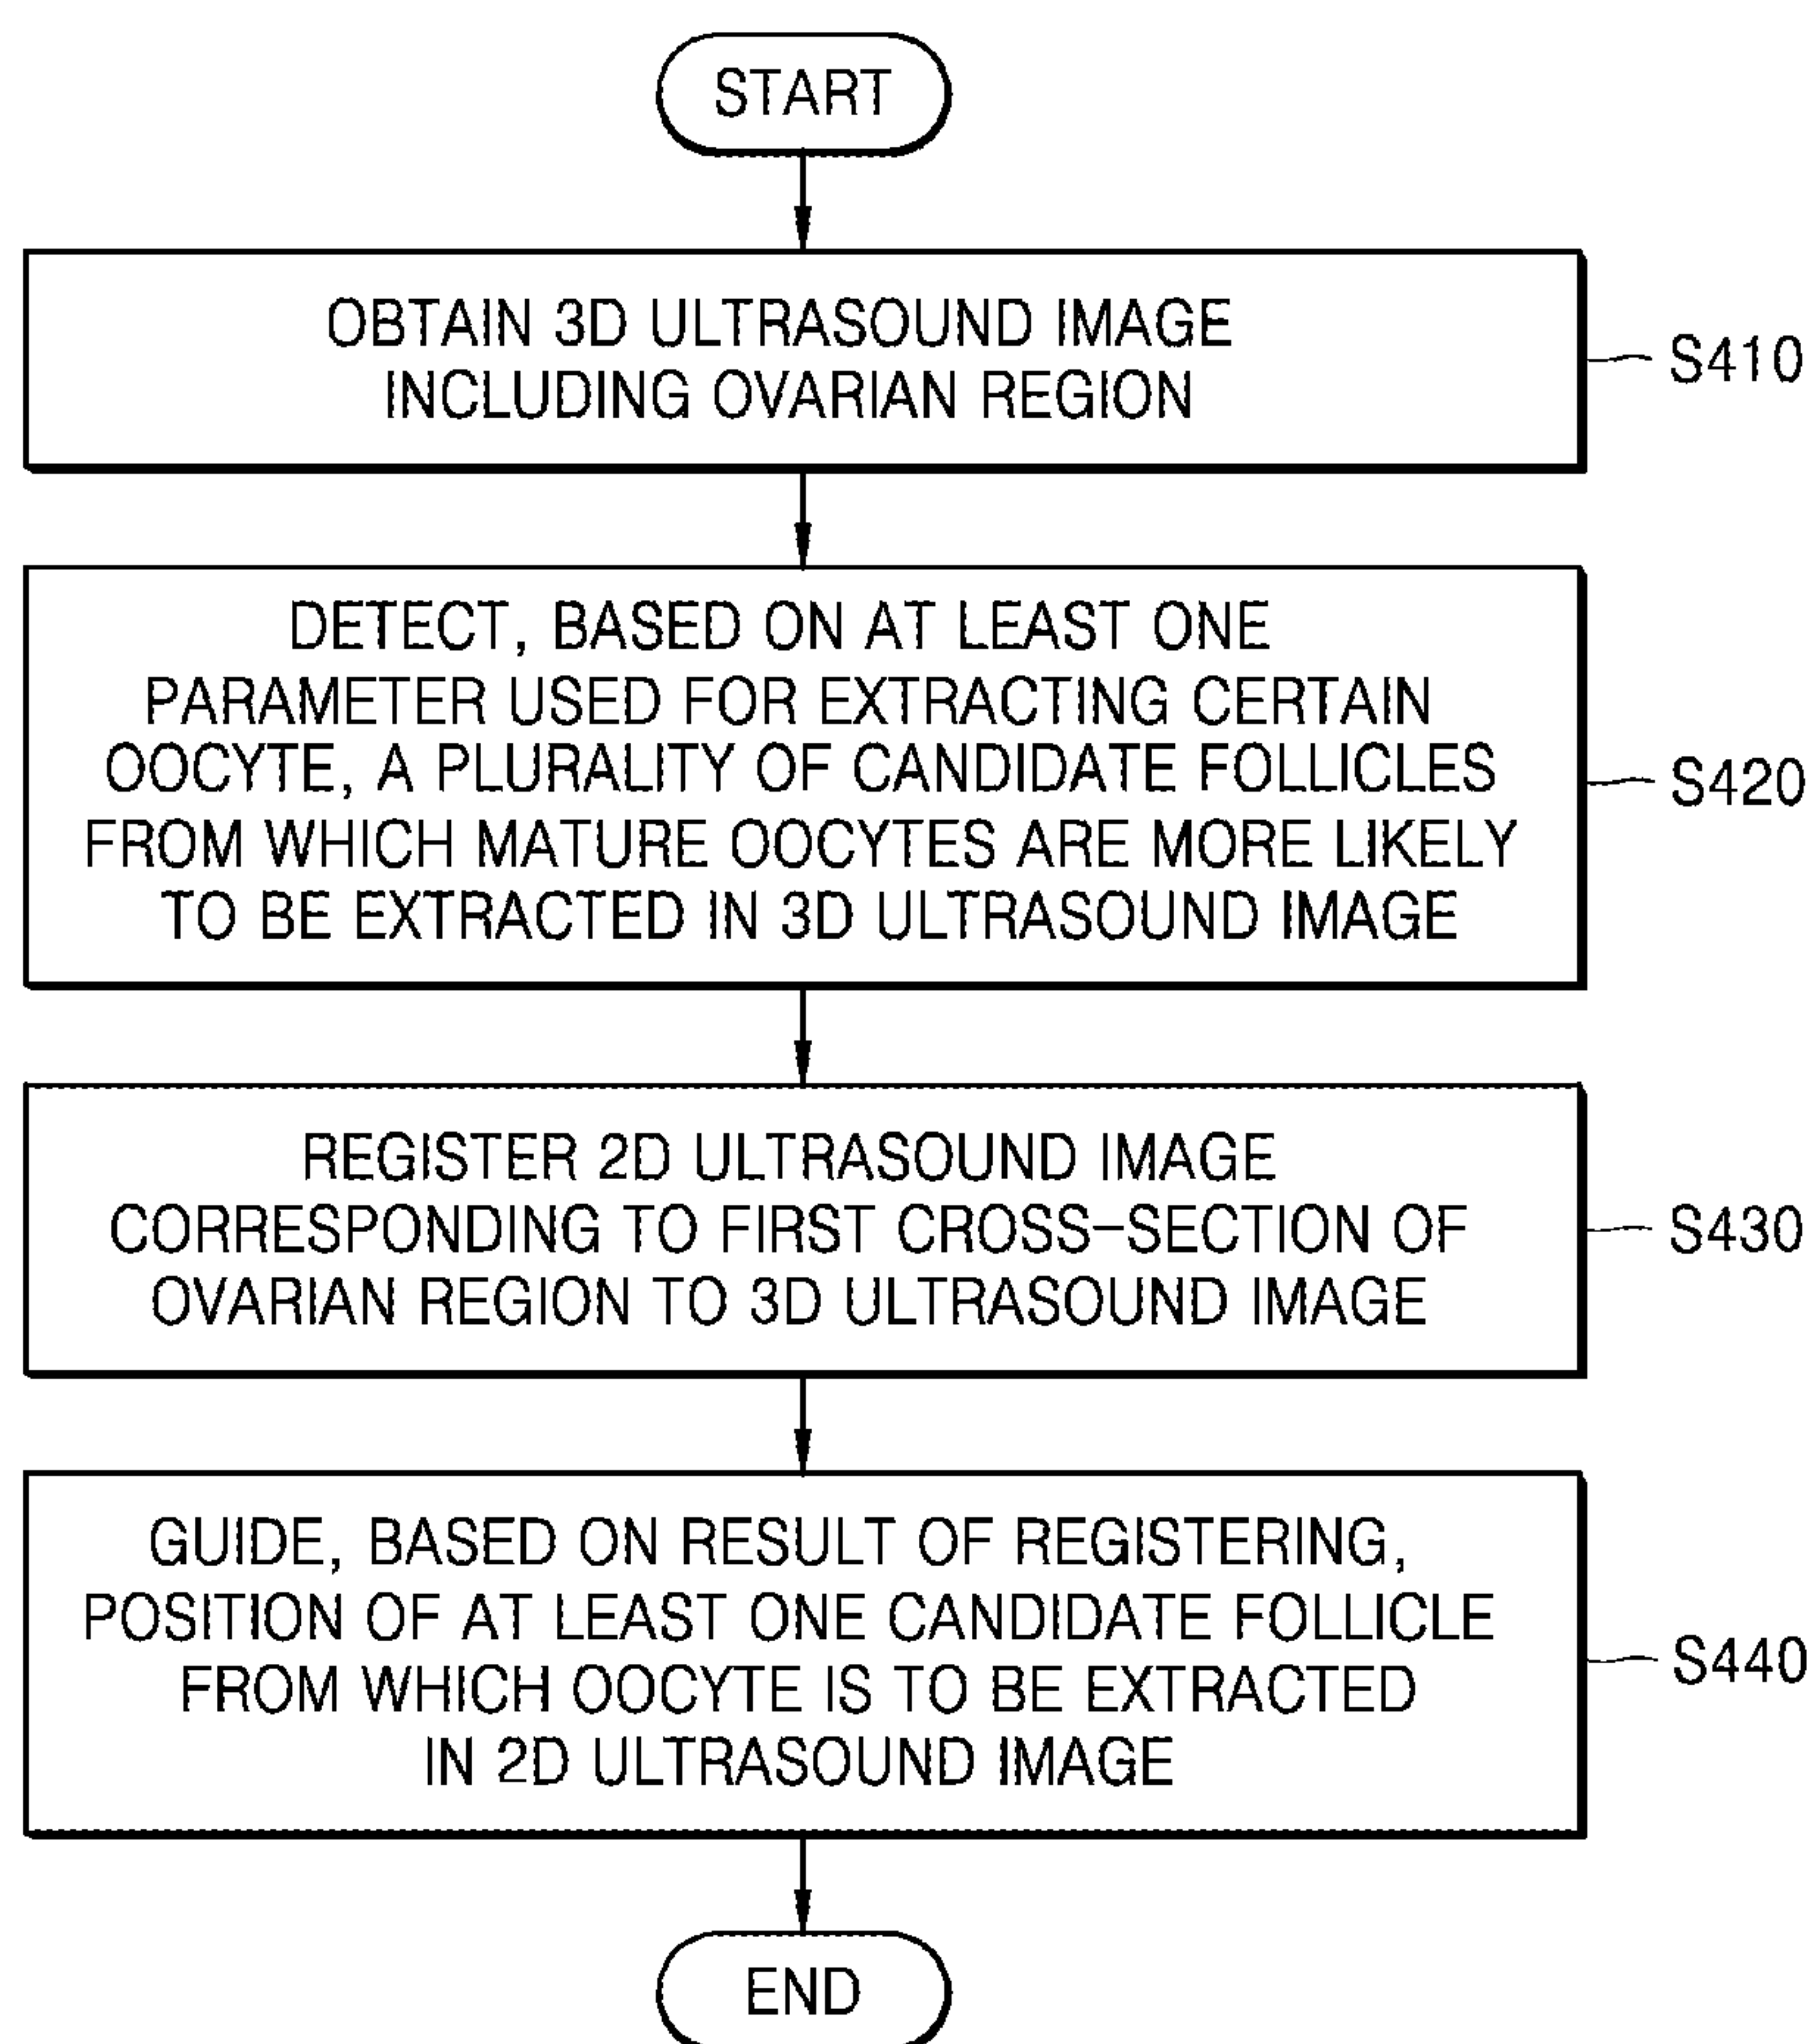 START
OBTAIN 3D ULTRASOUND IMAGE
INCLUDING OVARIAN REGION
S410
DETECT, BASED ON AT LEAST ONE
PARAMETER USED FOR EXTRACTING CERTAIN
OOCYTE, A PLURALITY OF CANDIDATE FOLLICLES
FROM WHICH MATURE OOCYTES ARE MORE LIKELY
TO BE EXTRACTED IN 3D ULTRASOUND IMAGE
S420
REGISTER 2D ULTRASOUND IMAGE
CORRESPONDING TO FIRST CROSS-SECTION OF
OVARIAN REGION TO 3D ULTRASOUND IMAGE
S430
GUIDE, BASED ON RESULT OF REGISTERING,
POSITION OF AT LEAST ONE CANDIDATE FOLLICLE
FROM WHICH OOCYTE IS TO BE EXTRACTED
IN 2D ULTRASOUND IMAGE
S440
END